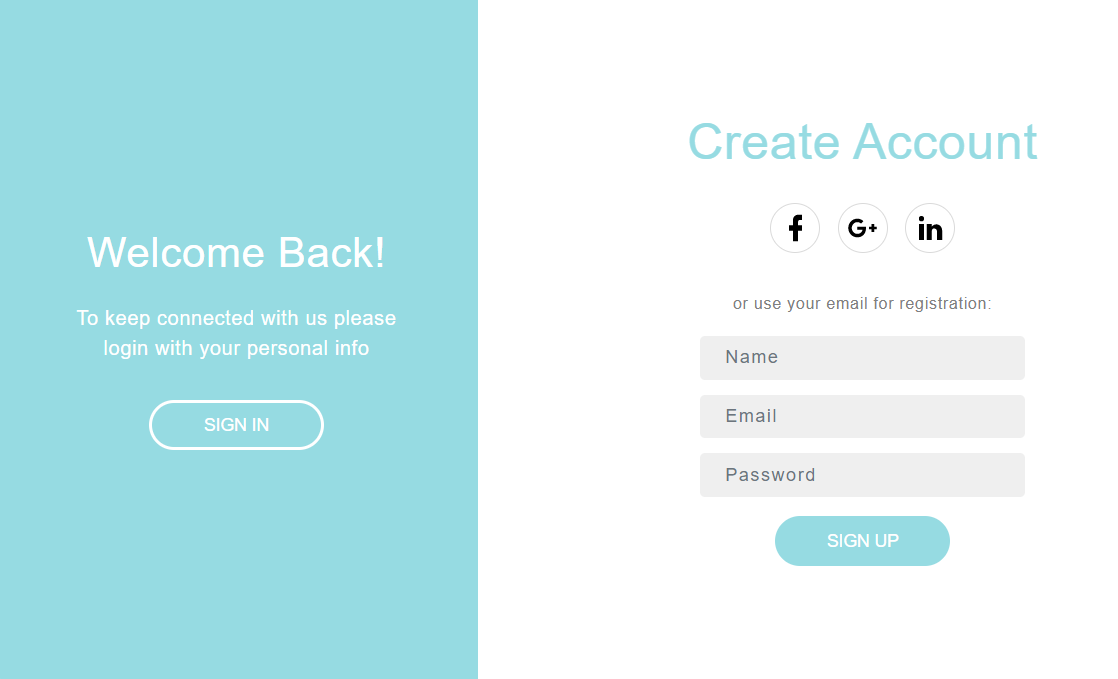 Welcome Back!
To keep connected with us please
login with your personal info
SIGN IN
Create Account
f
G+
in
or use your email for registration:
Name
Email
Password
SIGN UP